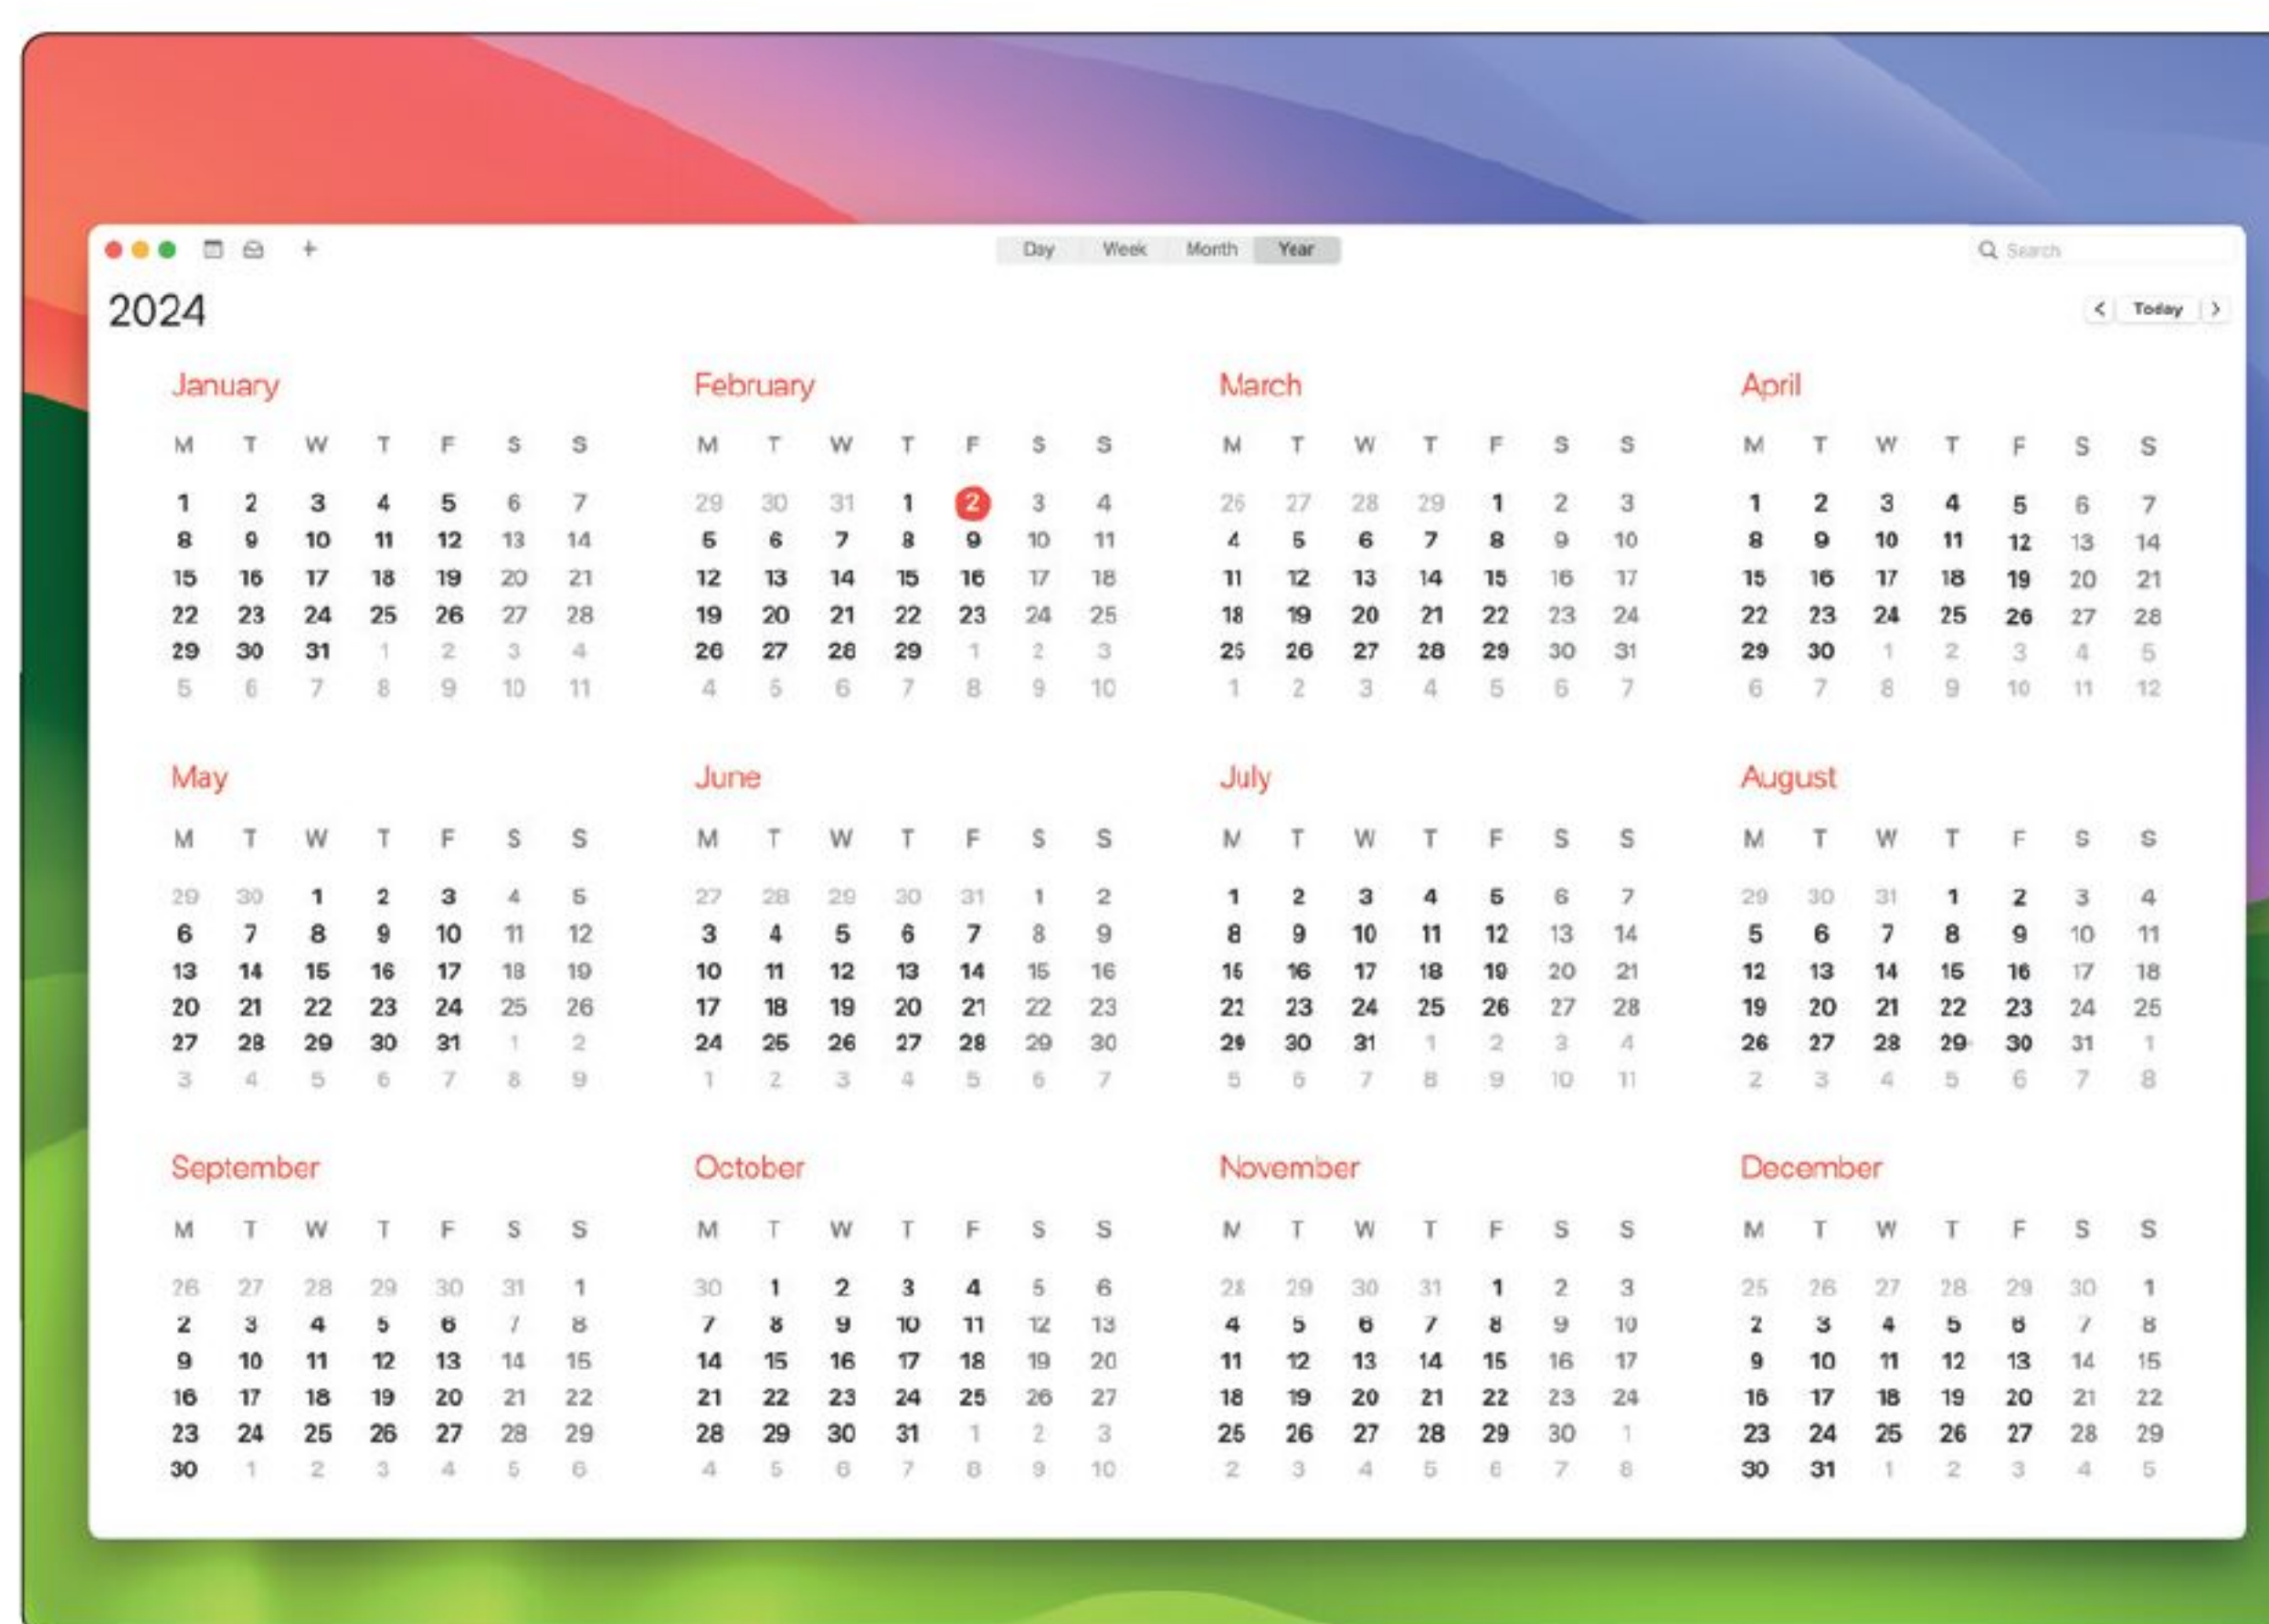 Day Week Month Year Search
2024 < Today >
January February March April
M T W T F S S M T W T F S S M T W T F S S M T W T F S S
1 2 3 4 5 6 7 29 30 31 1 2 3 4 26 27 28 29 1 2 3 1 2 3 4 5 6 7
8 9 10 11 12 13 14 5 6 7 8 9 10 11 4 5 6 7 8 9 10 8 9 10 11 12 13 14
15 16 17 18 19 20 21 12 13 14 15 16 17 18 11 12 13 14 15 16 17 15 16 17 18 19 20 21
22 23 24 25 26 27 28 19 20 21 22 23 24 25 18 19 20 21 22 23 24 22 23 24 25 26 27 28
29 30 31 1 2 3 4 26 27 28 29 1 2 3 25 26 27 28 29 30 31 29 30 1 2 3 4 5
5 6 7 8 9 10 11 4 5 6 7 8 9 10 1 2 3 4 5 6 7 6 7 8 9 10 11 12
May June July August
M T W T F S S M T W T F S S M T W T F S S M T W T F S S
29 30 1 2 3 4 5 27 28 29 30 31 1 2 1 2 3 4 5 6 7 29 30 31 1 2 3 4
6 7 8 9 10 11 12 3 4 5 6 7 8 9 8 9 10 11 12 13 14 5 6 7 8 9 10 11
13 14 15 16 17 18 19 10 11 12 13 14 15 16 15 16 17 18 19 20 21 12 13 14 15 16 17 18
20 21 22 23 24 25 26 17 18 19 20 21 22 23 22 23 24 25 26 27 28 19 20 21 22 23 24 25
27 28 29 30 31 1 2 24 25 26 27 28 29 30 29 30 31 1 2 3 4 26 27 28 29 30 31 1
3 4 5 6 7 8 9 1 2 3 4 5 6 7 5 6 7 8 9 10 11 2 3 4 5 6 7 8
September October November December
M T W T F S S M T W T F S S M T W T F S S M T W T F S S
26 27 28 29 30 31 1 30 1 2 3 4 5 6 28 29 30 31 1 2 3 25 26 27 28 29 30 1
2 3 4 5 6 7 8 7 8 9 10 11 12 13 4 5 6 7 8 9 10 2 3 4 5 6 7 8
9 10 11 12 13 14 15 14 15 16 17 18 19 20 11 12 13 14 15 16 17 9 10 11 12 13 14 15
16 17 18 19 20 21 22 21 22 23 24 25 26 27 18 19 20 21 22 23 24 16 17 18 19 20 21 22
23 24 25 26 27 28 29 28 29 30 31 1 2 3 25 26 27 28 29 30 1 23 24 25 26 27 28 29
30 1 2 3 4 5 6 4 5 6 7 8 9 10 2 3 4 5 6 7 8 30 31 1 2 3 4 5